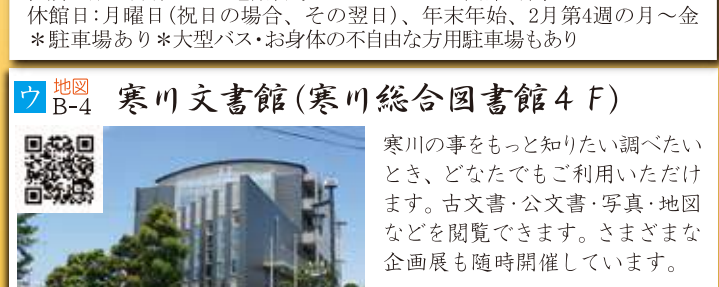 休館日:月曜日(祝日の場合、その翌日)、年末年始、2月第4週の月～金
＊駐車場あり＊大型バス・お身体の不自由な方用駐車場もあり
ウ 地図 B-4 寒川文書館(寒川総合図書館4F)
寒川の事をもっと知りたい調べたい
とき、どなたでもご利用いただけ
ます。古文書・公文書・写真・地図
などを閲覧できます。さまざまな
企画展も随時開催しています。